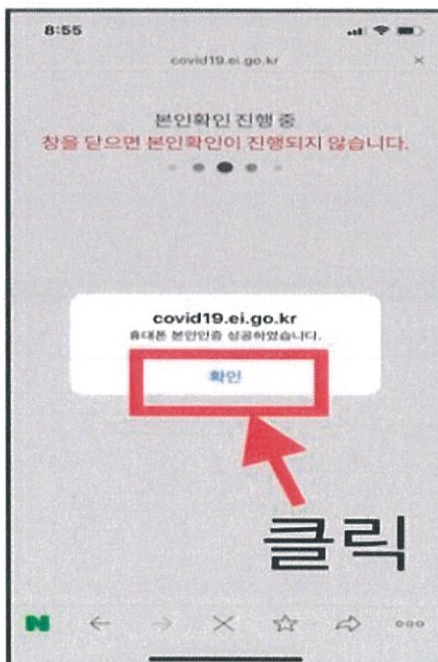 8:55
covid19.ei.go.kr ×
본인확인 진행 중
창을 닫으면 본인확인이 진행되지 않습니다.
covid19.ei.go.kr
휴대폰 본인인증 성공하였습니다.
확인
클릭
N